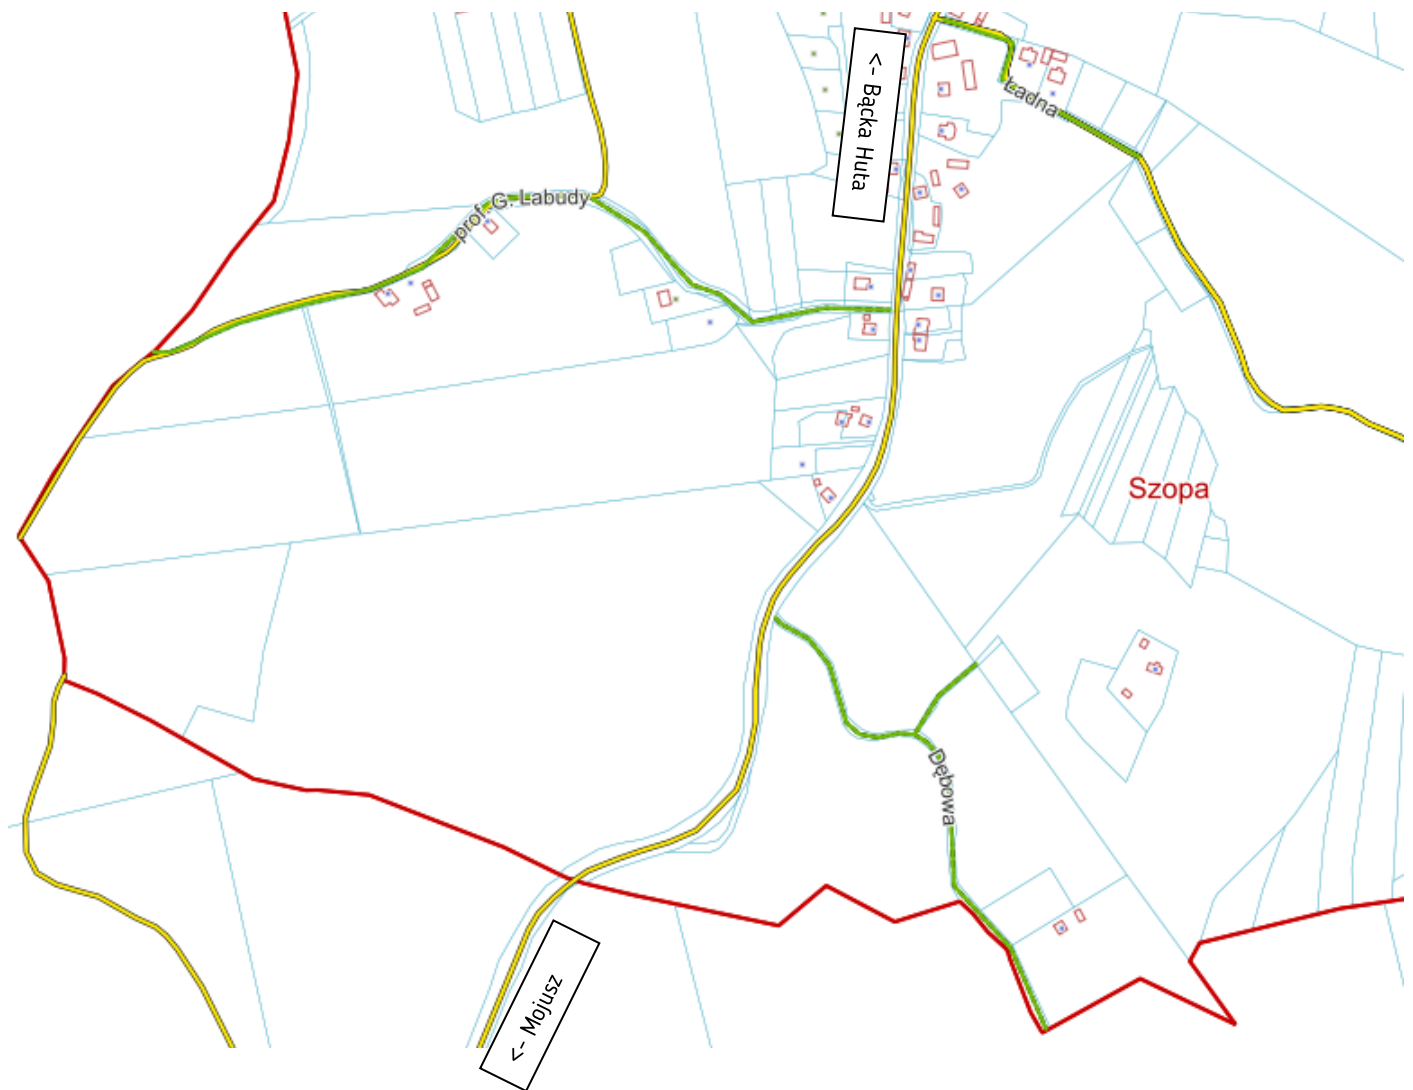 <- Bącka Huta
Ładna
prof. G. Labudy
Szopa
Dębowa
<- Mojusz